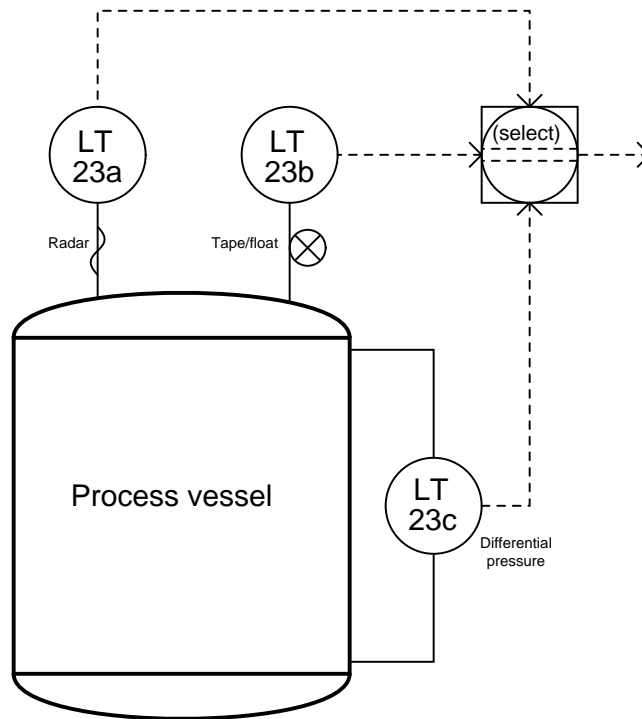 LT
23a
LT
23b
(select)
Radar
Tape/float
Process vessel
LT
23c
Differential
pressure